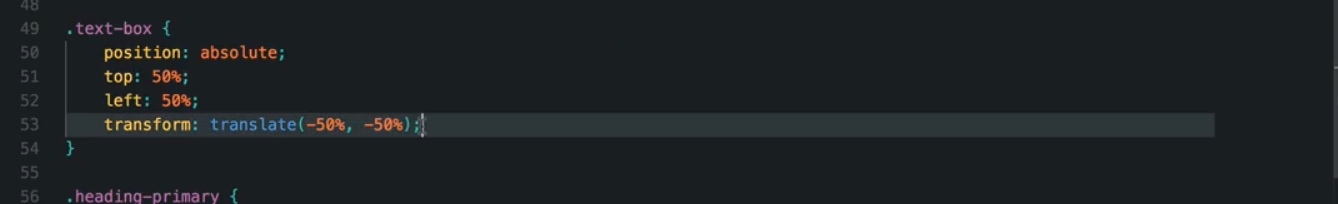 48
49 .text-box {
50 position: absolute;
51 top: 50%;
52 left: 50%;
53 transform: translate(-50%, -50%);
54 }
55
56 .heading-primary {